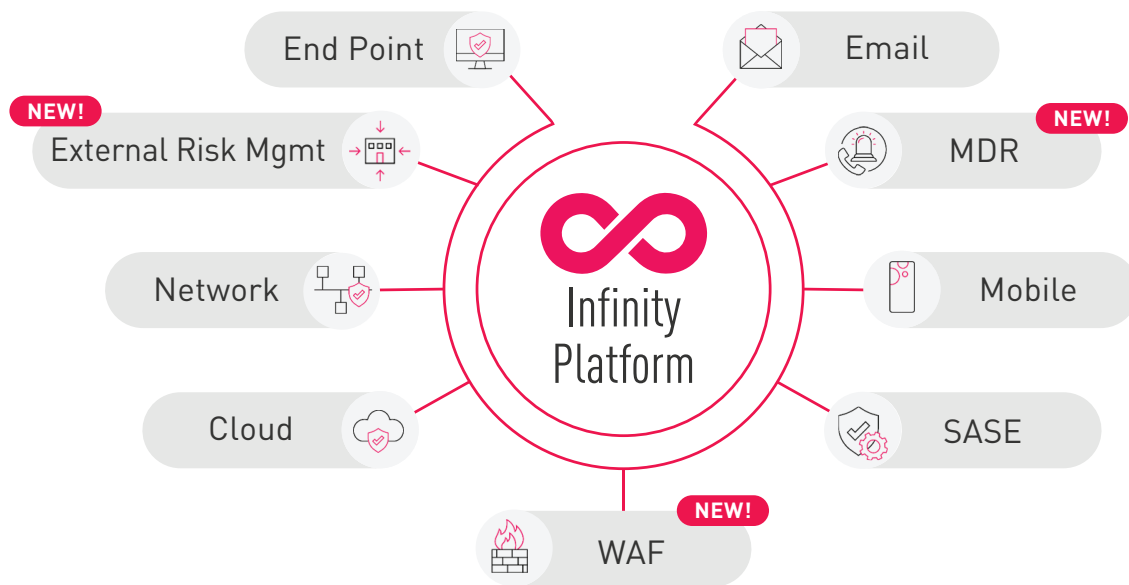 End Point
Email
NEW!
External Risk Mgmt
NEW!
MDR
Infinity
Platform
Network
Mobile
Cloud
SASE
NEW!
WAF